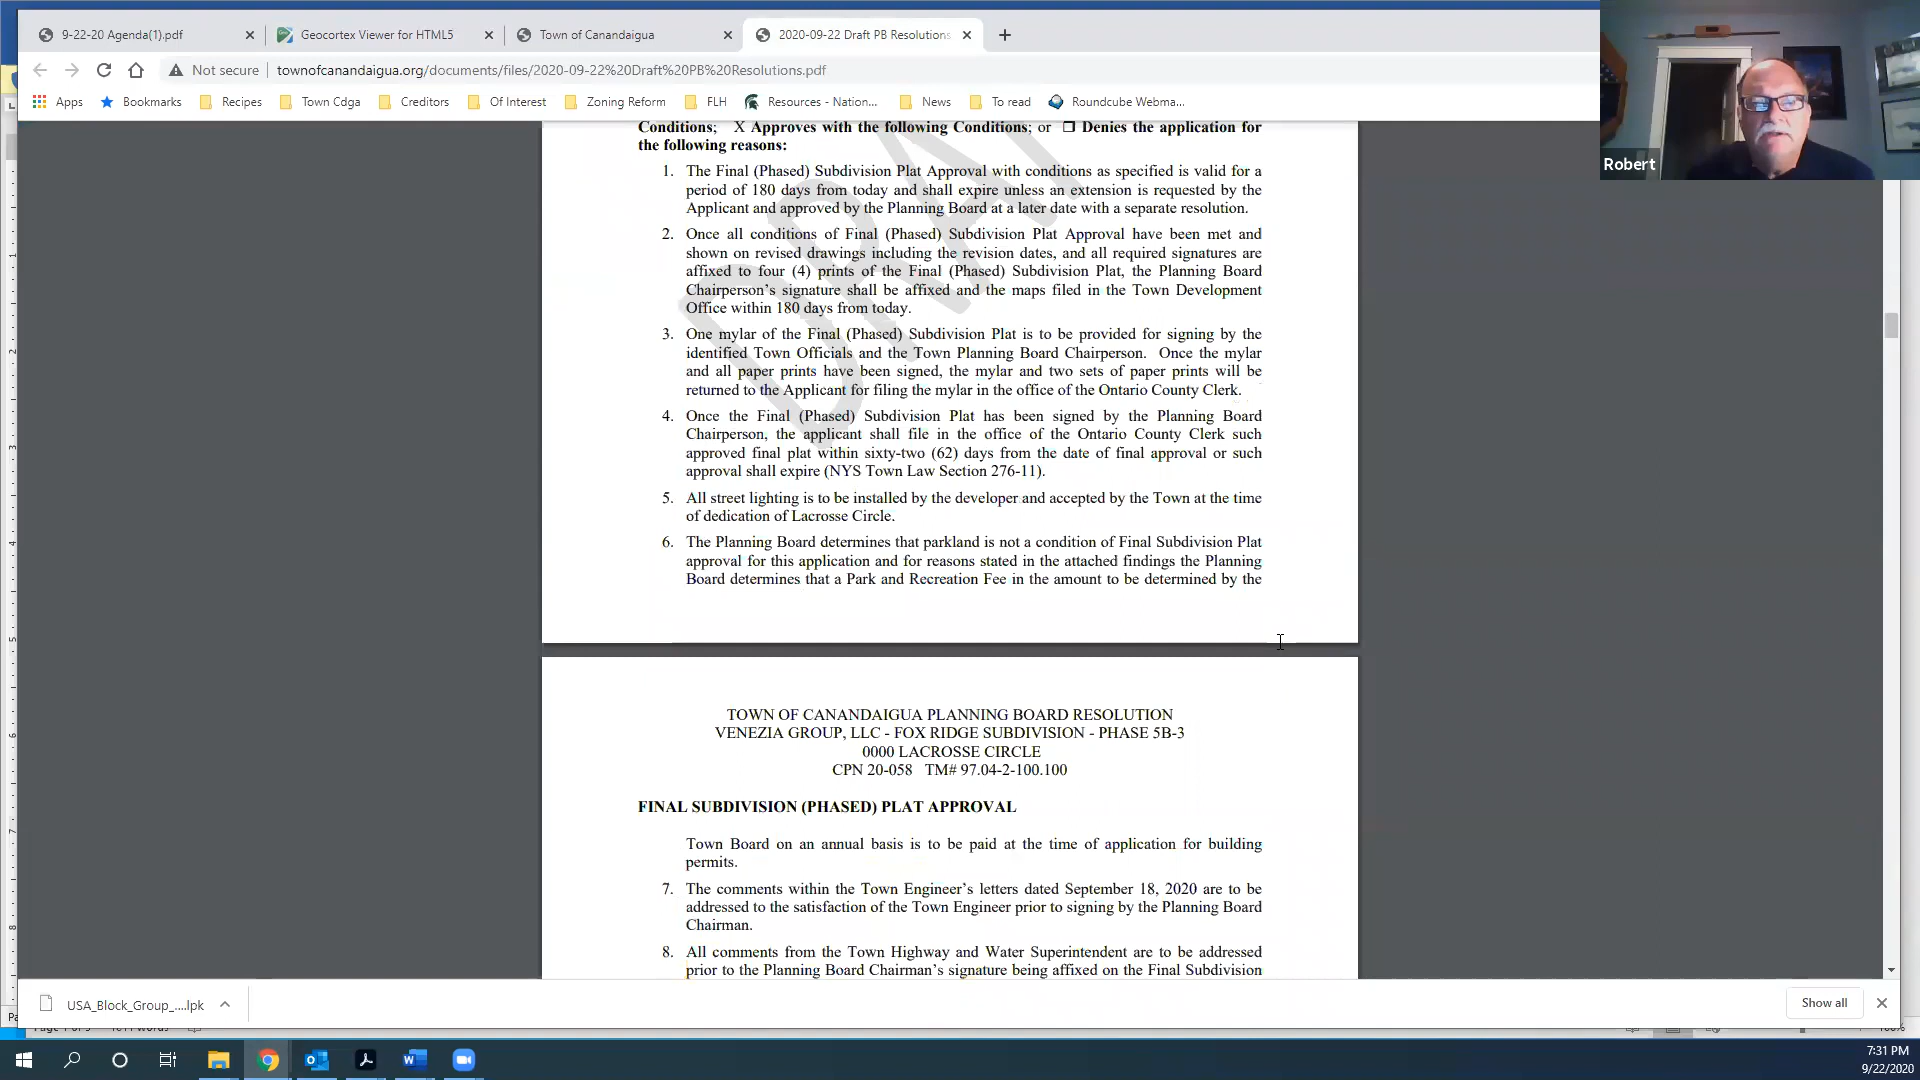 9-22-20 Agenda(1).pdf
Geocortex Viewer for HTML5
Town of Canandaigua
2020-09-22 Draft PB Resolutions
Not secure
townofcanandaigua.org/documents/files/2020-09-22%20Draft%20PB%20Resolutions.pdf
Apps
Bookmarks
Recipes
Town Cdga
Creditors
Of Interest
Zoning Reform
FLH
Resources - Nation...
News
To read
Roundcube Webma...
Robert
Conditions; X Approves with the following Conditions; or ☐ Denies the application for
the following reasons:
1. The Final (Phased) Subdivision Plat Approval with conditions as specified is valid for a
period of 180 days from today and shall expire unless an extension is requested by the
Applicant and approved by the Planning Board at a later date with a separate resolution.
2. Once all conditions of Final (Phased) Subdivision Plat Approval have been met and
shown on revised drawings including the revision dates, and all required signatures are
affixed to four (4) prints of the Final (Phased) Subdivision Plat, the Planning Board
Chairperson's signature shall be affixed and the maps filed in the Town Development
Office within 180 days from today.
3. One mylar of the Final (Phased) Subdivision Plat is to be provided for signing by the
identified Town Officials and the Town Planning Board Chairperson. Once the mylar
and all paper prints have been signed, the mylar and two sets of paper prints will be
returned to the Applicant for filing the mylar in the office of the Ontario County Clerk.
4. Once the Final (Phased) Subdivision Plat has been signed by the Planning Board
Chairperson, the applicant shall file in the office of the Ontario County Clerk such
approved final plat within sixty-two (62) days from the date of final approval or such
approval shall expire (NYS Town Law Section 276-11).
5. All street lighting is to be installed by the developer and accepted by the Town at the time
of dedication of Lacrosse Circle.
6. The Planning Board determines that parkland is not a condition of Final Subdivision Plat
approval for this application and for reasons stated in the attached findings the Planning
Board determines that a Park and Recreation Fee in the amount to be determined by the
TOWN OF CANANDAIGUA PLANNING BOARD RESOLUTION
VENEZIA GROUP, LLC - FOX RIDGE SUBDIVISION - PHASE 5B-3
0000 LACROSSE CIRCLE
CPN 20-058 TM# 97.04-2-100.100
FINAL SUBDIVISION (PHASED) PLAT APPROVAL
Town Board on an annual basis is to be paid at the time of application for building
permits.
7. The comments within the Town Engineer's letters dated September 18, 2020 are to be
addressed to the satisfaction of the Town Engineer prior to signing by the Planning Board
Chairman.
8. All comments from the Town Highway and Water Superintendent are to be addressed
prior to the Planning Board Chairman's signature being affixed on the Final Subdivision
USA_Block_Group_....lpk
Show all
7:31 PM
9/22/2020